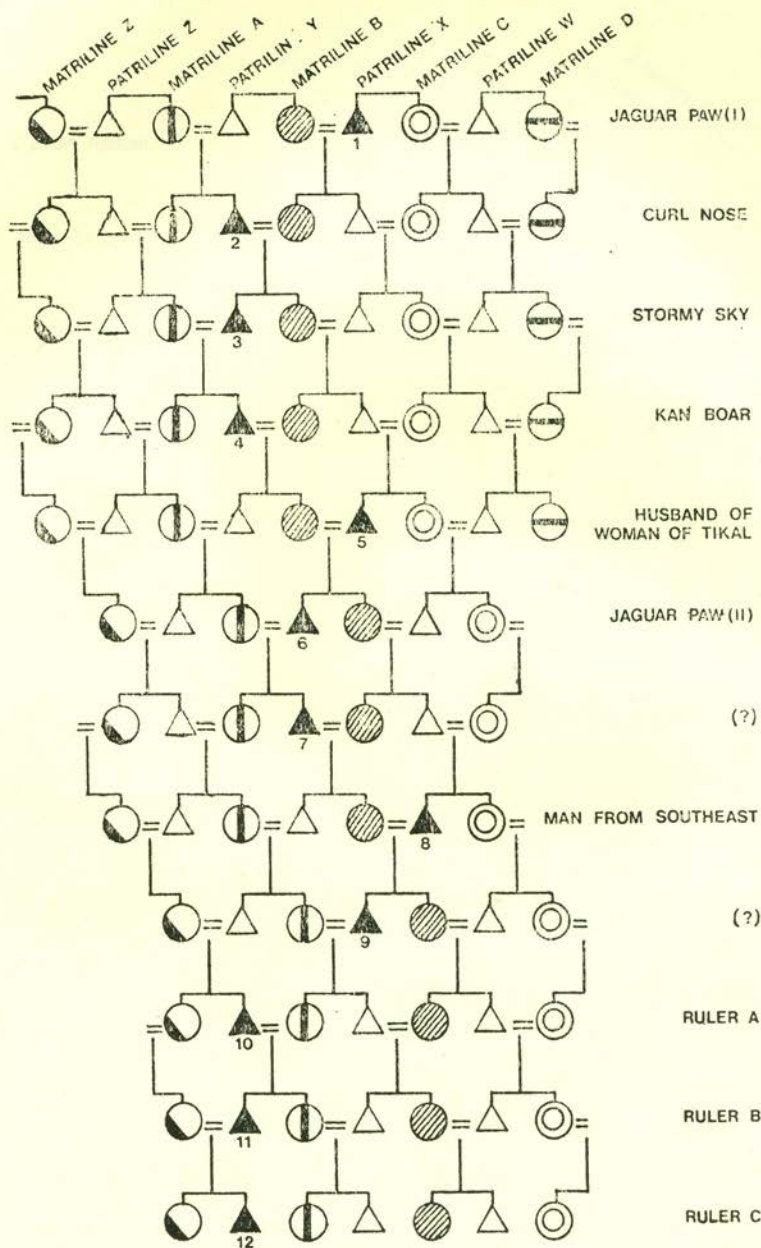 MATRILINE Z
PATRILINE Z
MATRILINE A
PATRILINE Y
MATRILINE B
PATRILINE X
MATRILINE C
PATRILINE W
MATRILINE D
JAGUAR PAW(I)
1
CURL NOSE
2
STORMY SKY
3
KAN BOAR
4
HUSBAND OF
WOMAN OF TIKAL
5
JAGUAR PAW(II)
6
(?)
7
MAN FROM SOUTHEAST
8
(?)
9
RULER A
10
RULER B
11
RULER C
12